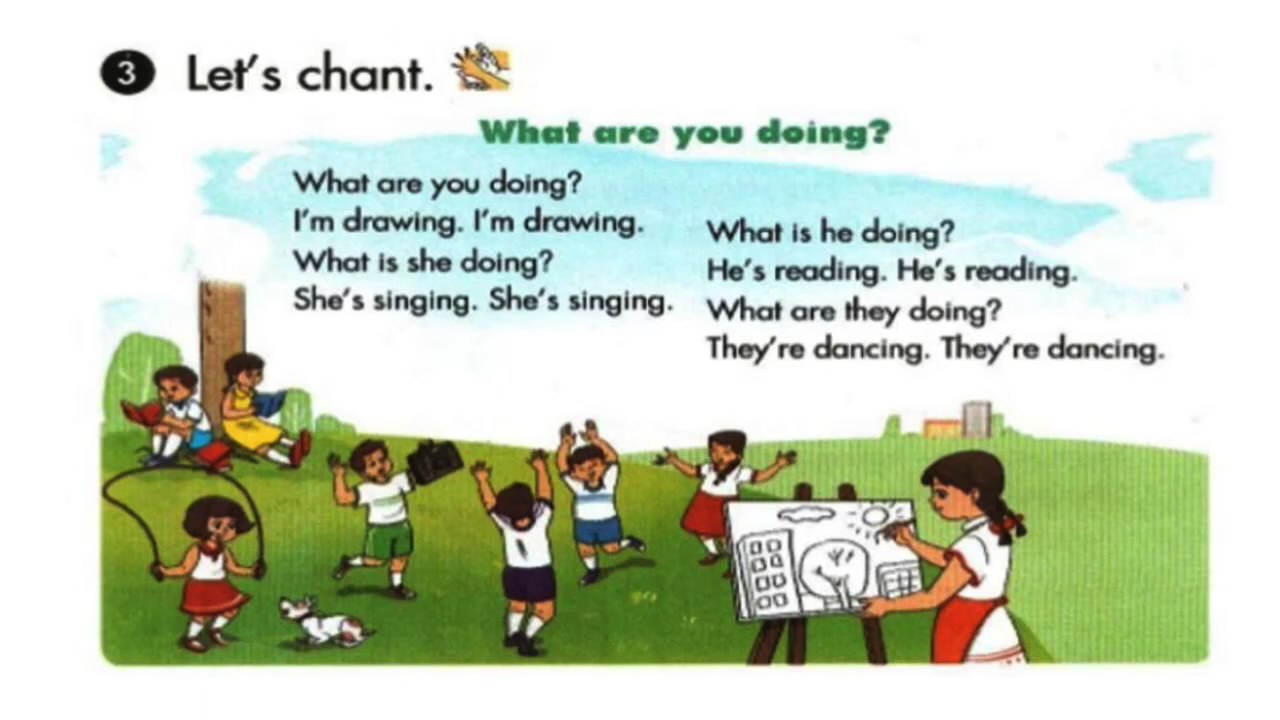 3 Let's chant.
What are you doing?
What are you doing?
I'm drawing. I'm drawing.
What is she doing?
She's singing. She's singing.
What is he doing?
He's reading. He's reading.
What are they doing?
They're dancing. They're dancing.